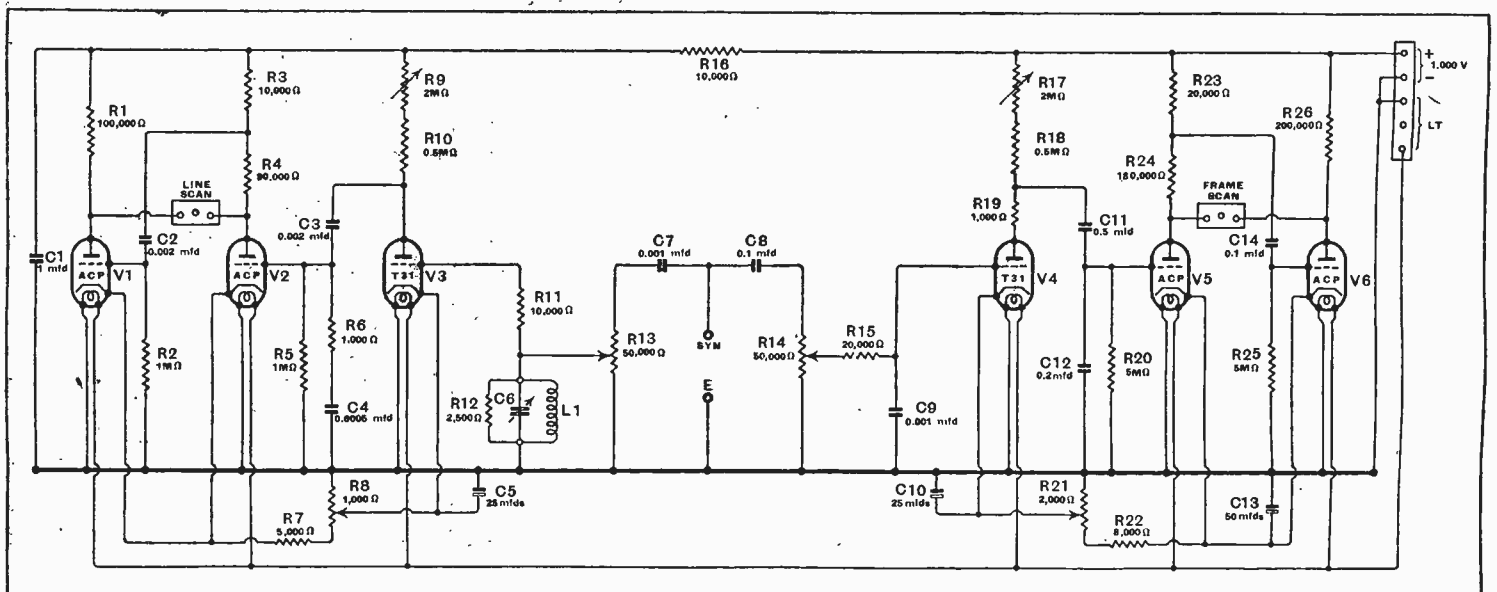 R1
100,000Ω
R3
10,000Ω
R9
2MΩ
R16
10,000Ω
R17
2MΩ
R23
20,000Ω
R26
200,000Ω
+
1.000 V
−
LT
R10
0.5MΩ
R18
0.5MΩ
R4
LINE
SCAN
R24
FRAME
SCAN
R19
1,000Ω
C1
1 mfd
C2
0.002 mfd
C3
0.002 mfd
C7
0.001 mfd
C8
0.1 mfd
C11
0.5 mfd
C14
0.1 mfd
ACP
V1
ACP
V2
T31
V3
T31
V4
ACP
V5
ACP
V6
R2
1MΩ
R5
1MΩ
R6
1.000Ω
R11
10,000Ω
R13
50,000Ω
SYN
R14
50,000Ω
R15
20,000Ω
C12
0.2mfd
R20
5MΩ
R25
5MΩ
C4
R12
2,500Ω
C6
L1
E
C9
0.001 mfd
R8
1,000Ω
C5
25 mfds
C10
25 mfds
R21
2,000Ω
C13
50 mfds
R7
5,000Ω
R22
8,000Ω